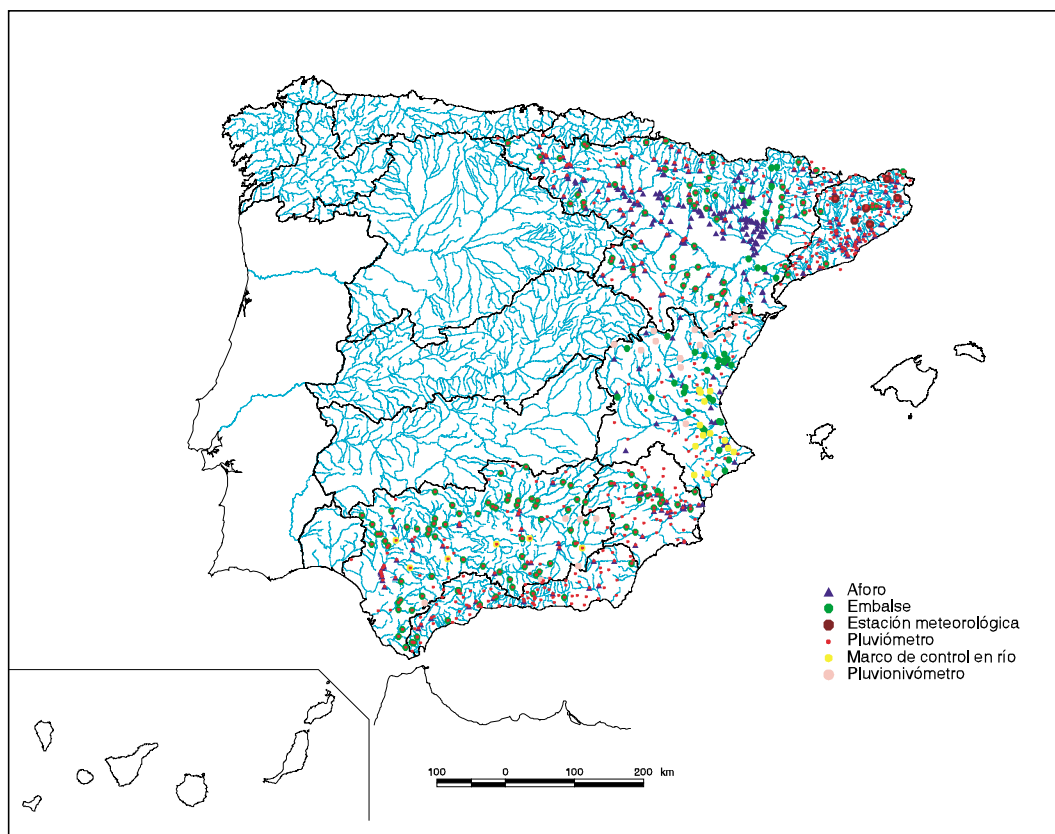 Aforo
Embalse
Estación meteorológica
Pluviómetro
Marco de control en río
Pluvionivómetro
100 0 100 200 km